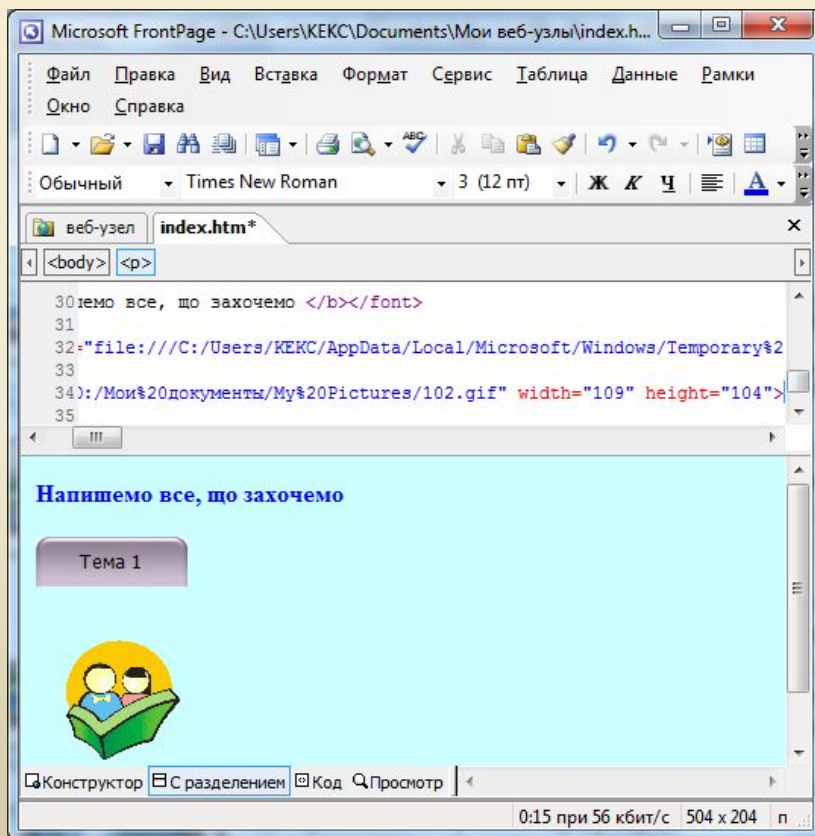 Microsoft FrontPage - C:\Users\KEKC\Documents\Мои веб-узлы\index.h...
Файл Правка Вид Вставка Формат Сервис Таблица Данные Рамки
Окно Справка
ABC
Обычный Times New Roman 3 (12 пт) Ж К Ч A
веб-узел index.htm*
<body> <p>
30 немо все, що захочемо </b></font>
31
32 ="file:///C:/Users/KEKC/AppData/Local/Microsoft/Windows/Temporary%2
33
34 ):/Мои%20документы/My%20Pictures/102.gif" width="109" height="104">
35
Напишемо все, що захочемо
Тема 1
Конструктор С разделением Код Просмотр
0:15 при 56 кбит/с 504 x 204 п